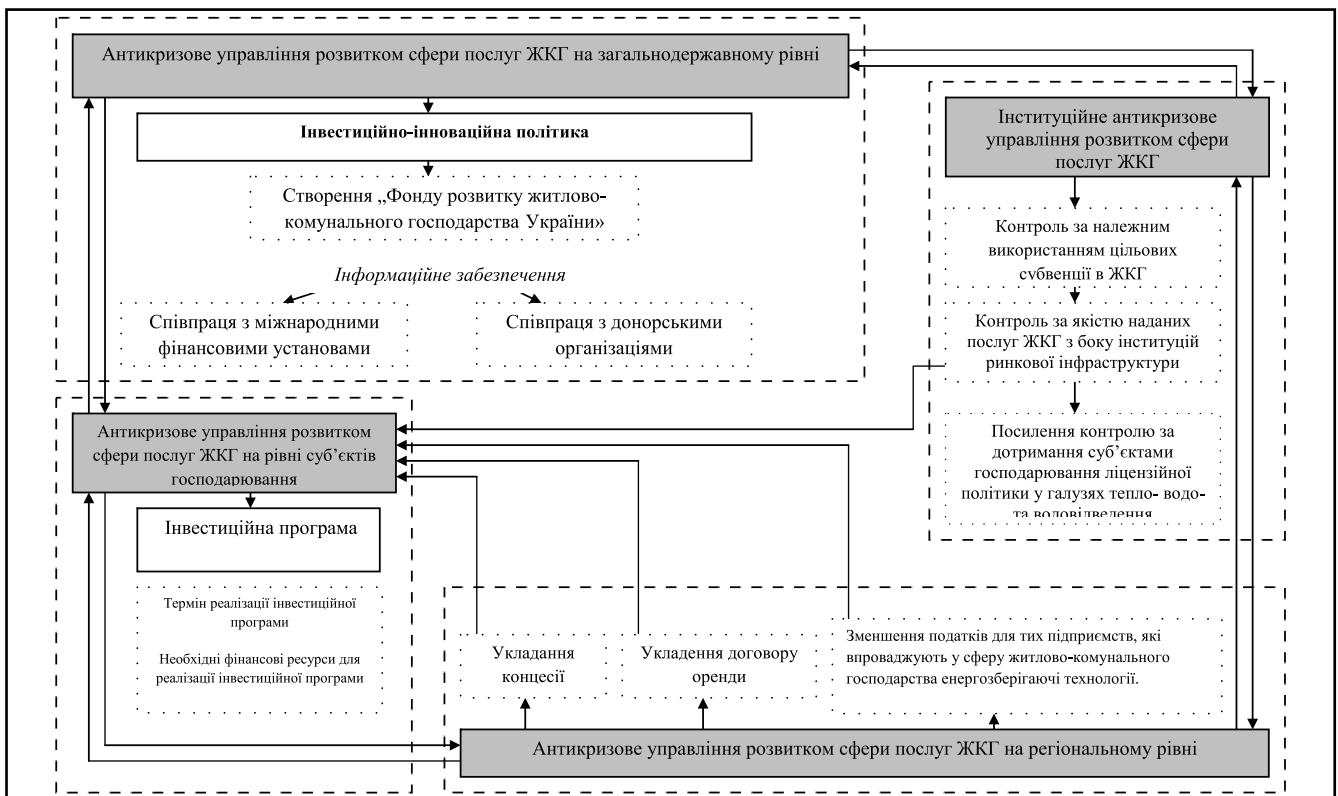 Антикризове управління розвитком сфери послуг ЖКГ на загальнодержавному рівні
Інвестиційно-інноваційна політика
Створення „Фонду розвитку житлово-
комунального господарства України»
Інформаційне забезпечення
Співпраця з міжнародними
фінансовими установами
Співпраця з донорськими
організаціями
Інституційне антикризове
управління розвитком сфери
послуг ЖКГ
Контроль за належним
використанням цільових
субвенції в ЖКГ
Контроль за якістю наданих
послуг ЖКГ з боку інституцій
ринкової інфраструктури
Посилення контролю за
дотримання суб’єктами
господарювання ліцензійної
політики у галузях тепло- водо-
та водовідведення
Антикризове управління розвитком
сфери послуг ЖКГ на рівні суб’єктів
господарювання
Інвестиційна програма
Термін реалізації інвестиційної
програми
Необхідні фінансові ресурси для
реалізації інвестиційної програми
Укладання
концесії
Укладення договору
оренди
Зменшення податків для тих підприємств, які
впроваджують у сферу житлово-комунального
господарства енергозберігаючі технології.
Антикризове управління розвитком сфери послуг ЖКГ на регіональному рівні